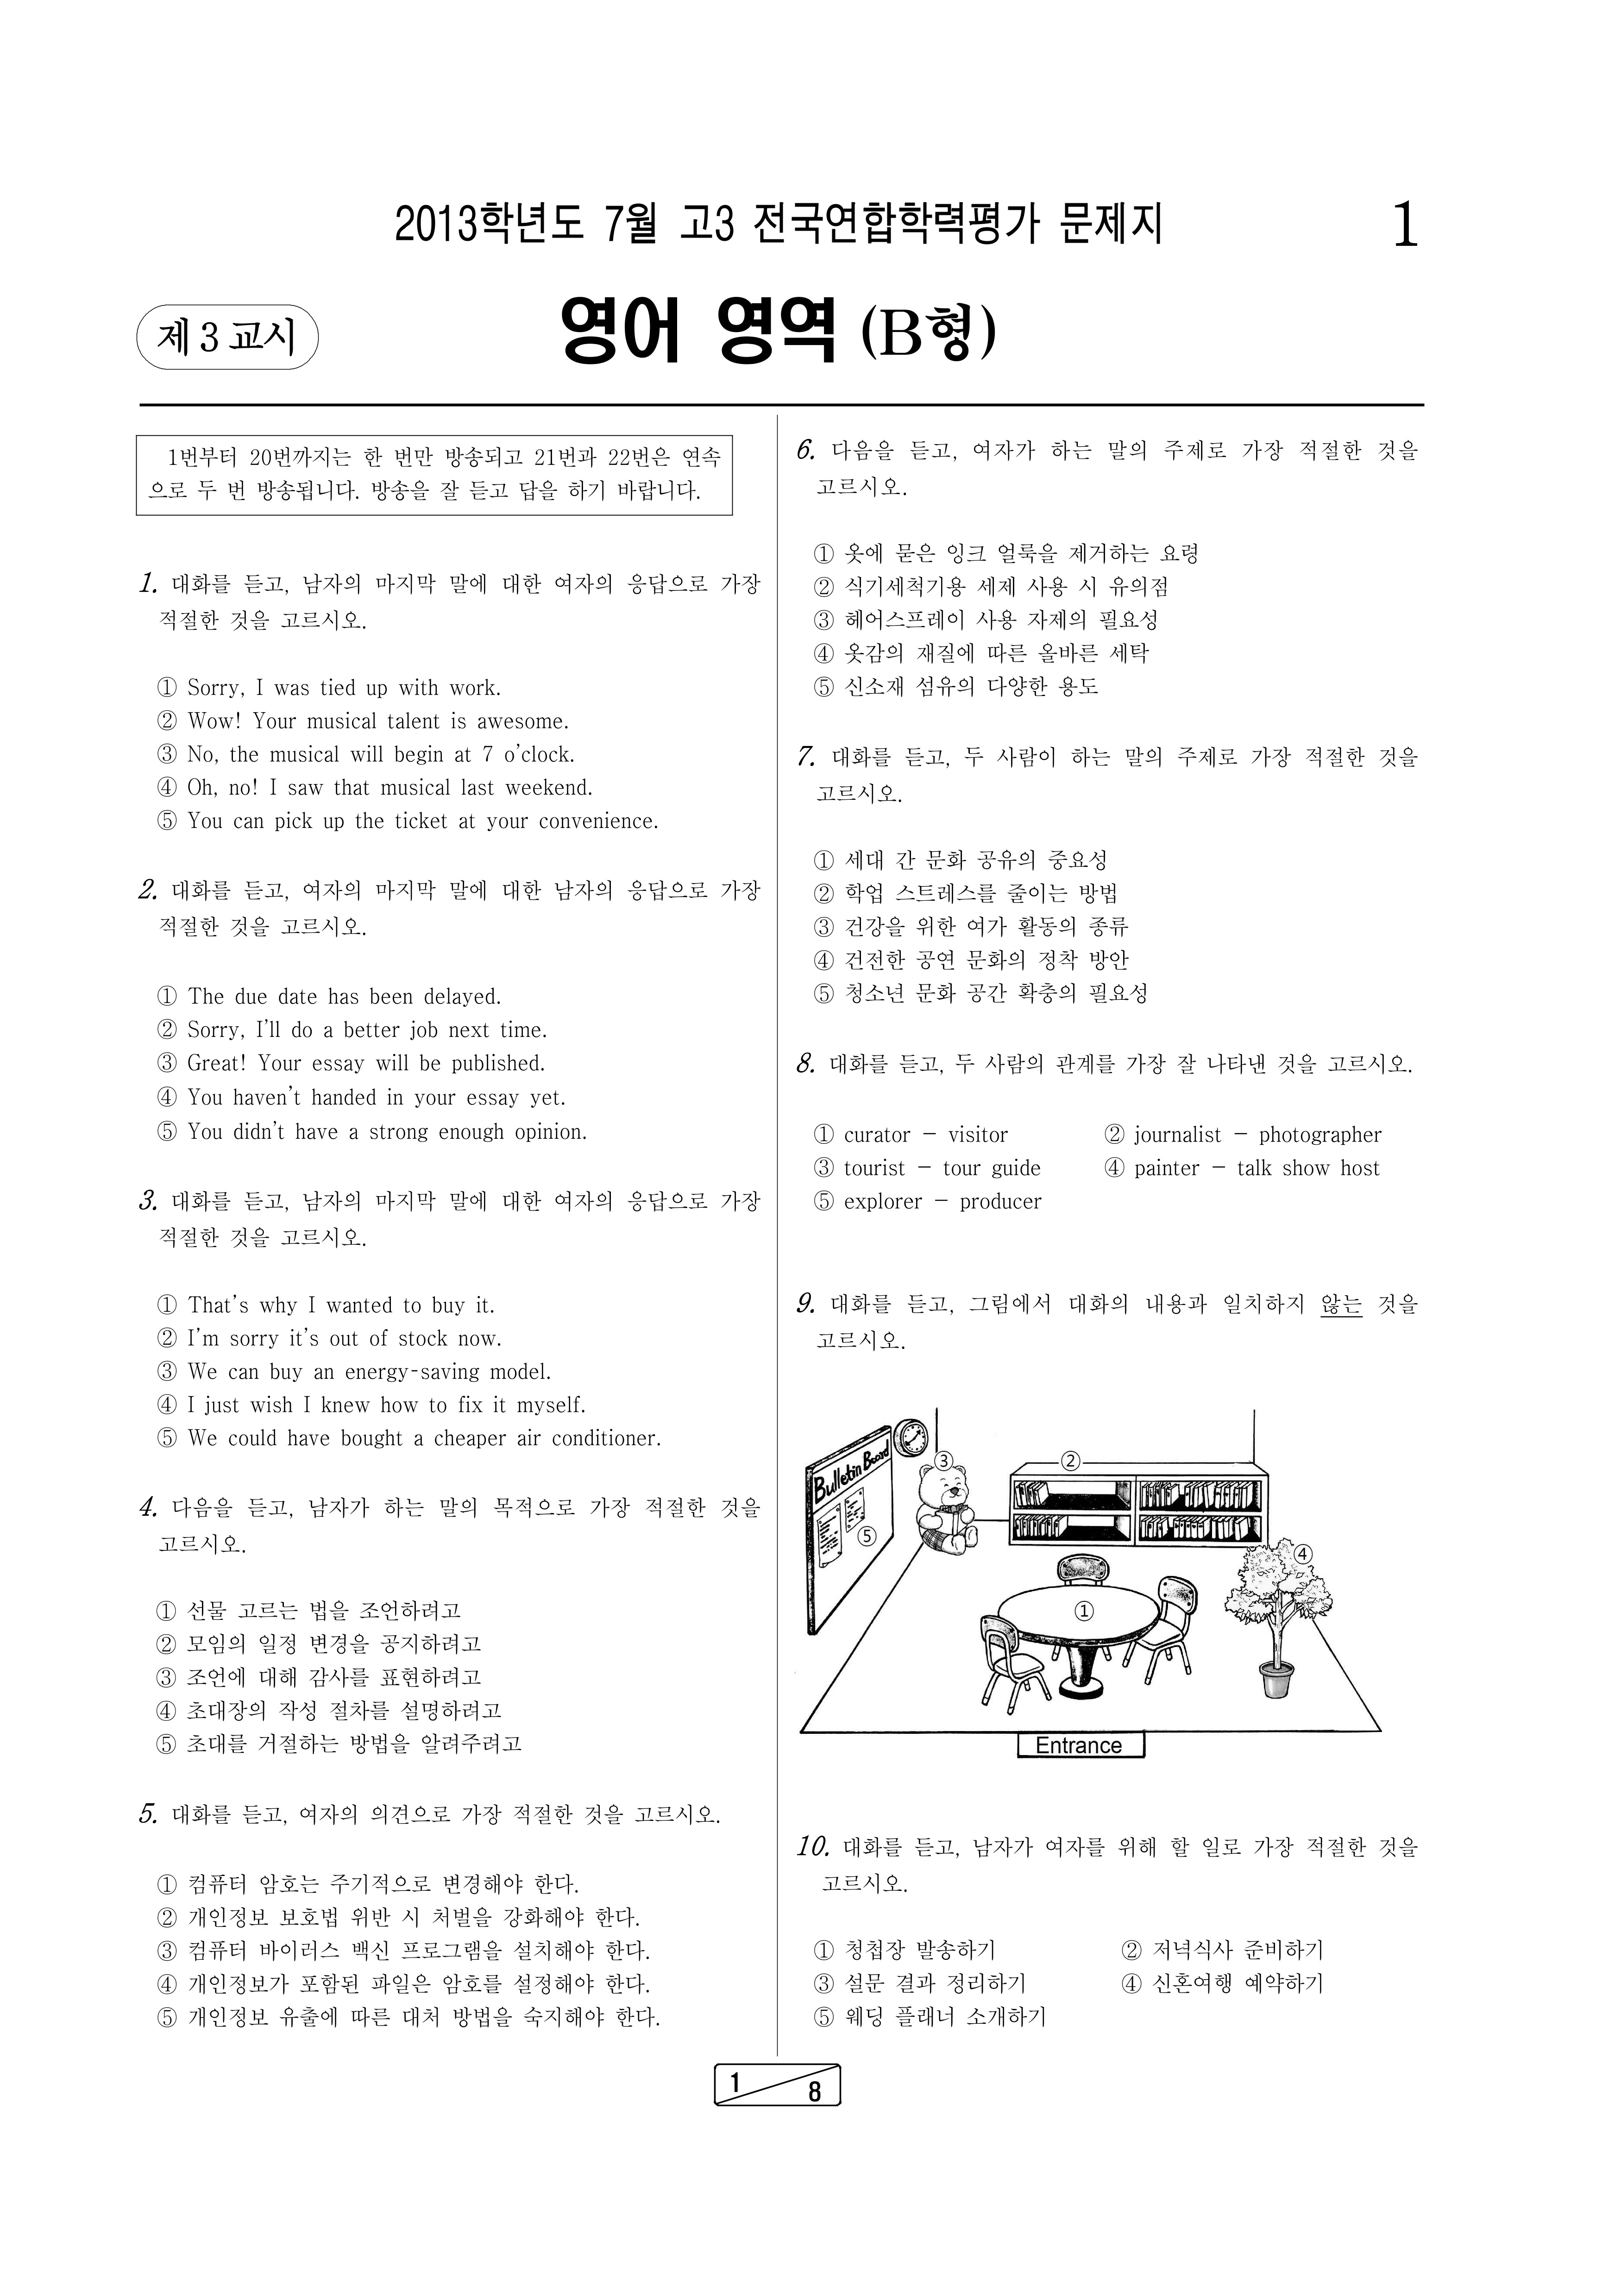 2013학년도 7월 고3 전국연합학력평가 문제지
1
제 3 교시
영어 영역 (B형)
1번부터 20번까지는 한 번만 방송되고 21번과 22번은 연속
으로 두 번 방송됩니다. 방송을 잘 듣고 답을 하기 바랍니다.
1. 대화를 듣고, 남자의 마지막 말에 대한 여자의 응답으로 가장
적절한 것을 고르시오.
① Sorry, I was tied up with work.
② Wow! Your musical talent is awesome.
③ No, the musical will begin at 7 o'clock.
④ Oh, no! I saw that musical last weekend.
⑤ You can pick up the ticket at your convenience.
2. 대화를 듣고, 여자의 마지막 말에 대한 남자의 응답으로 가장
적절한 것을 고르시오.
① The due date has been delayed.
② Sorry, I'll do a better job next time.
③ Great! Your essay will be published.
④ You haven't handed in your essay yet.
⑤ You didn't have a strong enough opinion.
3. 대화를 듣고, 남자의 마지막 말에 대한 여자의 응답으로 가장
적절한 것을 고르시오.
① That's why I wanted to buy it.
② I'm sorry it's out of stock now.
③ We can buy an energy-saving model.
④ I just wish I knew how to fix it myself.
⑤ We could have bought a cheaper air conditioner.
4. 다음을 듣고, 남자가 하는 말의 목적으로 가장 적절한 것을
고르시오.
① 선물 고르는 법을 조언하려고
② 모임의 일정 변경을 공지하려고
③ 조언에 대해 감사를 표현하려고
④ 초대장의 작성 절차를 설명하려고
⑤ 초대를 거절하는 방법을 알려주려고
5. 대화를 듣고, 여자의 의견으로 가장 적절한 것을 고르시오.
① 컴퓨터 암호는 주기적으로 변경해야 한다.
② 개인정보 보호법 위반 시 처벌을 강화해야 한다.
③ 컴퓨터 바이러스 백신 프로그램을 설치해야 한다.
④ 개인정보가 포함된 파일은 암호를 설정해야 한다.
⑤ 개인정보 유출에 따른 대처 방법을 숙지해야 한다.
6. 다음을 듣고, 여자가 하는 말의 주제로 가장 적절한 것을
고르시오.
① 옷에 묻은 잉크 얼룩을 제거하는 요령
② 식기세척기용 세제 사용 시 유의점
③ 헤어스프레이 사용 자제의 필요성
④ 옷감의 재질에 따른 올바른 세탁
⑤ 신소재 섬유의 다양한 용도
7. 대화를 듣고, 두 사람이 하는 말의 주제로 가장 적절한 것을
고르시오.
① 세대 간 문화 공유의 중요성
② 학업 스트레스를 줄이는 방법
③ 건강을 위한 여가 활동의 종류
④ 건전한 공연 문화의 정착 방안
⑤ 청소년 문화 공간 확충의 필요성
8. 대화를 듣고, 두 사람의 관계를 가장 잘 나타낸 것을 고르시오.
① curator － visitor ② journalist － photographer
③ tourist － tour guide ④ painter － talk show host
⑤ explorer － producer
9. 대화를 듣고, 그림에서 대화의 내용과 일치하지 않는 것을
고르시오.
Bulletin Board
③
②
⑤
④
①
Entrance
10. 대화를 듣고, 남자가 여자를 위해 할 일로 가장 적절한 것을
고르시오.
① 청첩장 발송하기 ② 저녁식사 준비하기
③ 설문 결과 정리하기 ④ 신혼여행 예약하기
⑤ 웨딩 플래너 소개하기
1
8